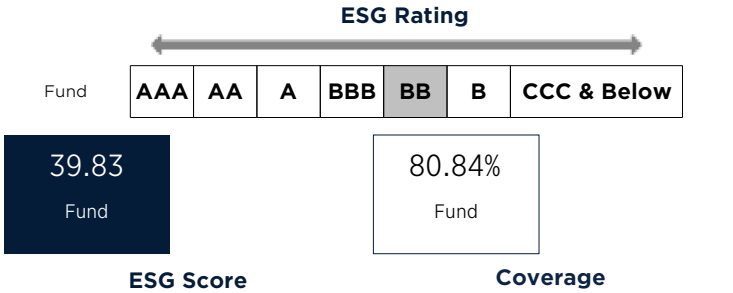 ESG Rating
Fund AAA AA A BBB BB B CCC & Below
39.83 80.84%
Fund Fund
ESG Score Coverage